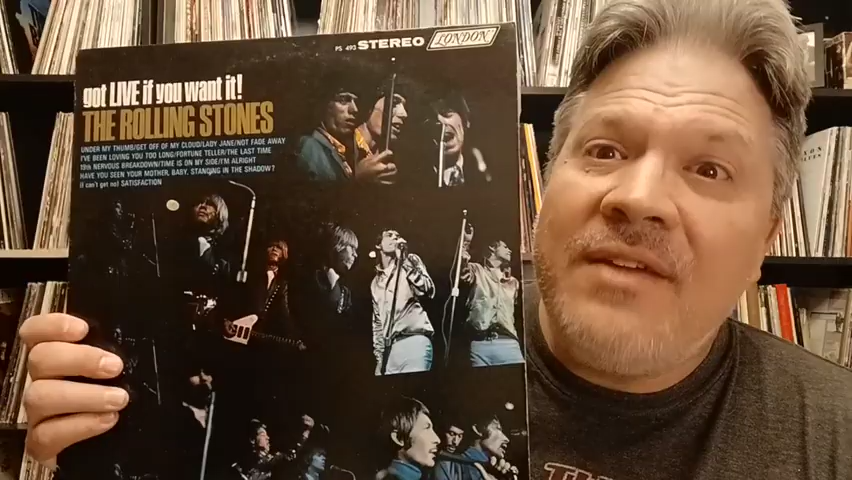 PS 493 STEREO LONDON
got LIVE if you want it!
THE ROLLING STONES
UNDER MY THUMB/GET OFF OF MY CLOUD/LADY JANE/NOT FADE AWAY
I'VE BEEN LOVING YOU TOO LONG/FORTUNE TELLER/THE LAST TIME
19th NERVOUS BREAKDOWN/TIME IS ON MY SIDE/I'M ALRIGHT
HAVE YOU SEEN YOUR MOTHER, BABY, STANDING IN THE SHADOW?
(I can't get no) SATISFACTION